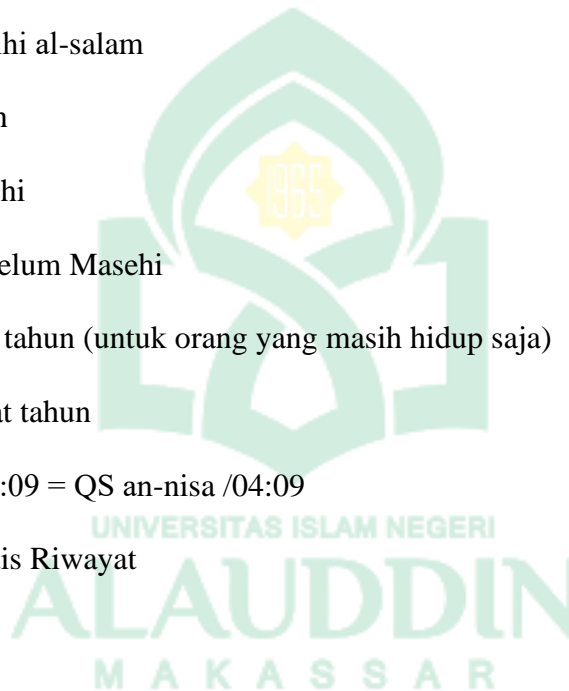 hi al-salam
n
hi
elum Masehi
tahun (untuk orang yang masih hidup saja)
at tahun
:09 = QS an-nisa /04:09
is Riwayat
1965
UNIVERSITAS ISLAM NEGERI
ALAUDDIN
MAKASSAR